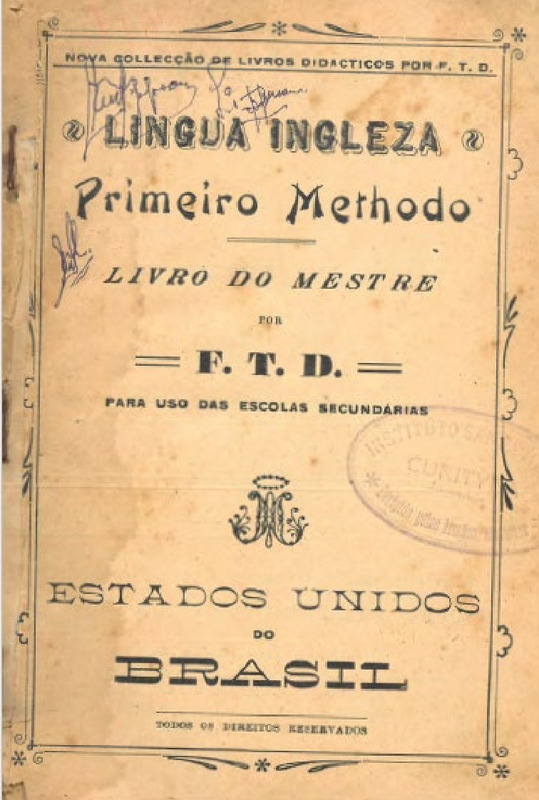 NOVA COLLECÇÃO DE LIVROS DIDACTICOS POR F. T. D.
LINGUA INGLEZA
Primeiro Methodo
LIVRO DO MESTRE
POR
F. T. D.
PARA USO DAS ESCOLAS SECUNDÁRIAS
INSTITUTO
CURITY
ESTADOS UNIDOS
DO
BRASIL
TODOS OS DIREITOS RESERVADOS